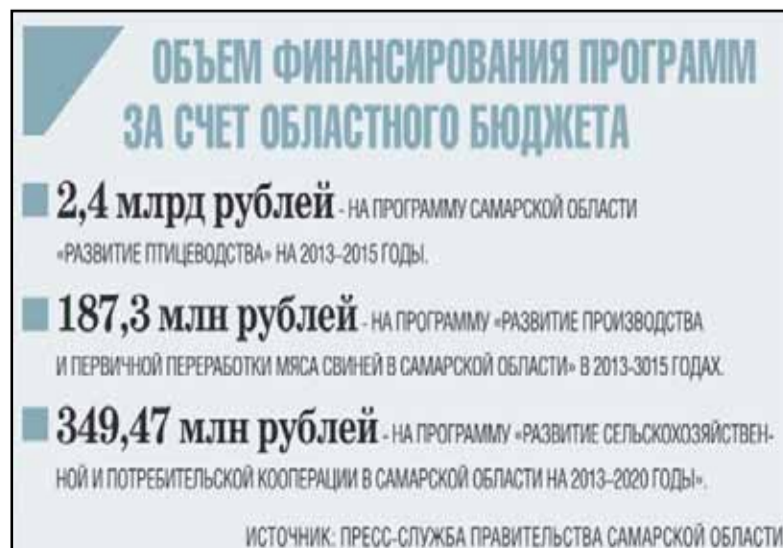 ОБЪЕМ ФИНАНСИРОВАНИЯ ПРОГРАММ
ЗА СЧЕТ ОБЛАСТНОГО БЮДЖЕТА
2,4 млрд рублей - НА ПРОГРАММУ САМАРСКОЙ ОБЛАСТИ
«РАЗВИТИЕ ПТИЦЕВОДСТВА» НА 2013–2015 ГОДЫ.
187,3 млн рублей - НА ПРОГРАММУ «РАЗВИТИЕ ПРОИЗВОДСТВА
И ПЕРВИЧНОЙ ПЕРЕРАБОТКИ МЯСА СВИНЕЙ В САМАРСКОЙ ОБЛАСТИ» В 2013-3015 ГОДАХ.
349,47 млн рублей - НА ПРОГРАММУ «РАЗВИТИЕ СЕЛЬСКОХОЗЯЙСТВЕН-
НОЙ И ПОТРЕБИТЕЛЬСКОЙ КООПЕРАЦИИ В САМАРСКОЙ ОБЛАСТИ НА 2013–2020 ГОДЫ».
ИСТОЧНИК: ПРЕСС-СЛУЖБА ПРАВИТЕЛЬСТВА САМАРСКОЙ ОБЛАСТИ